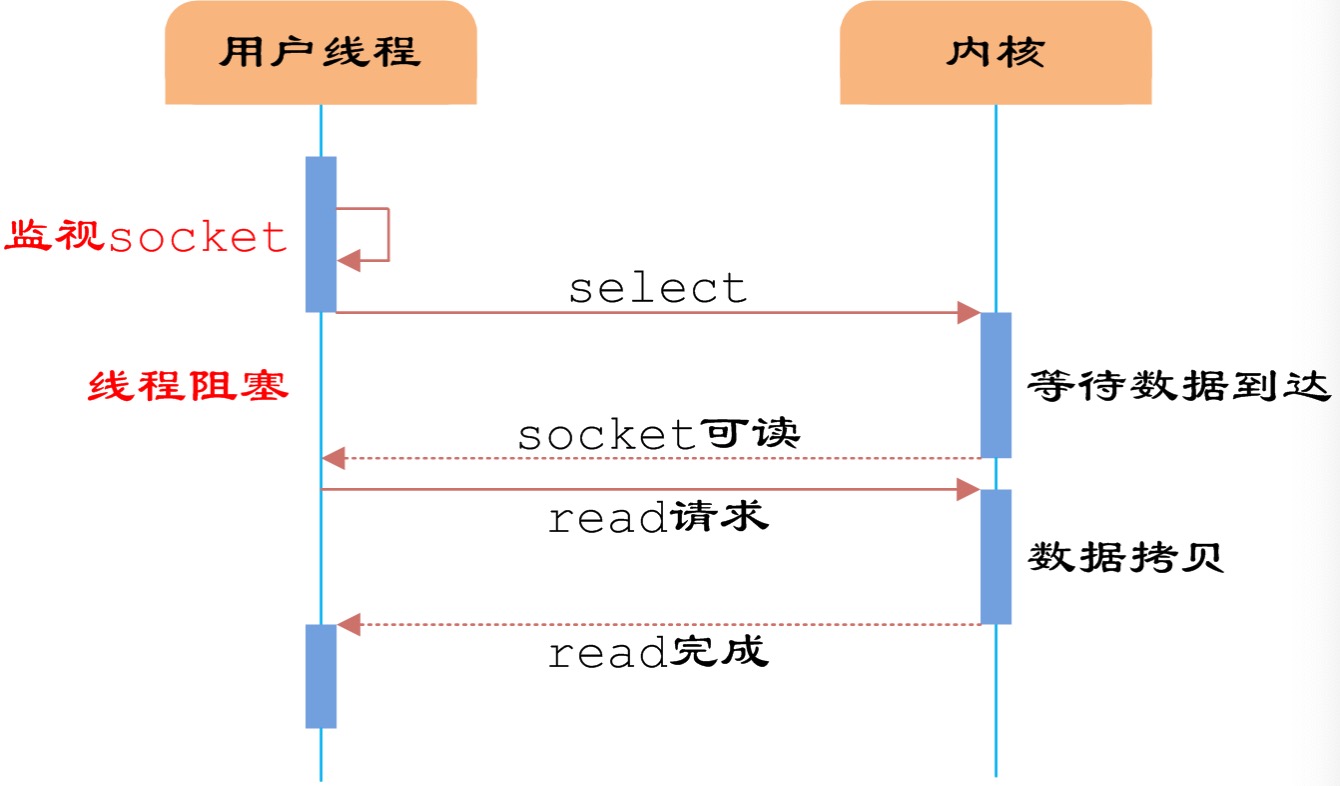 用户线程
内核
监视socket
select
线程阻塞
等待数据到达
socket可读
read请求
数据拷贝
read完成